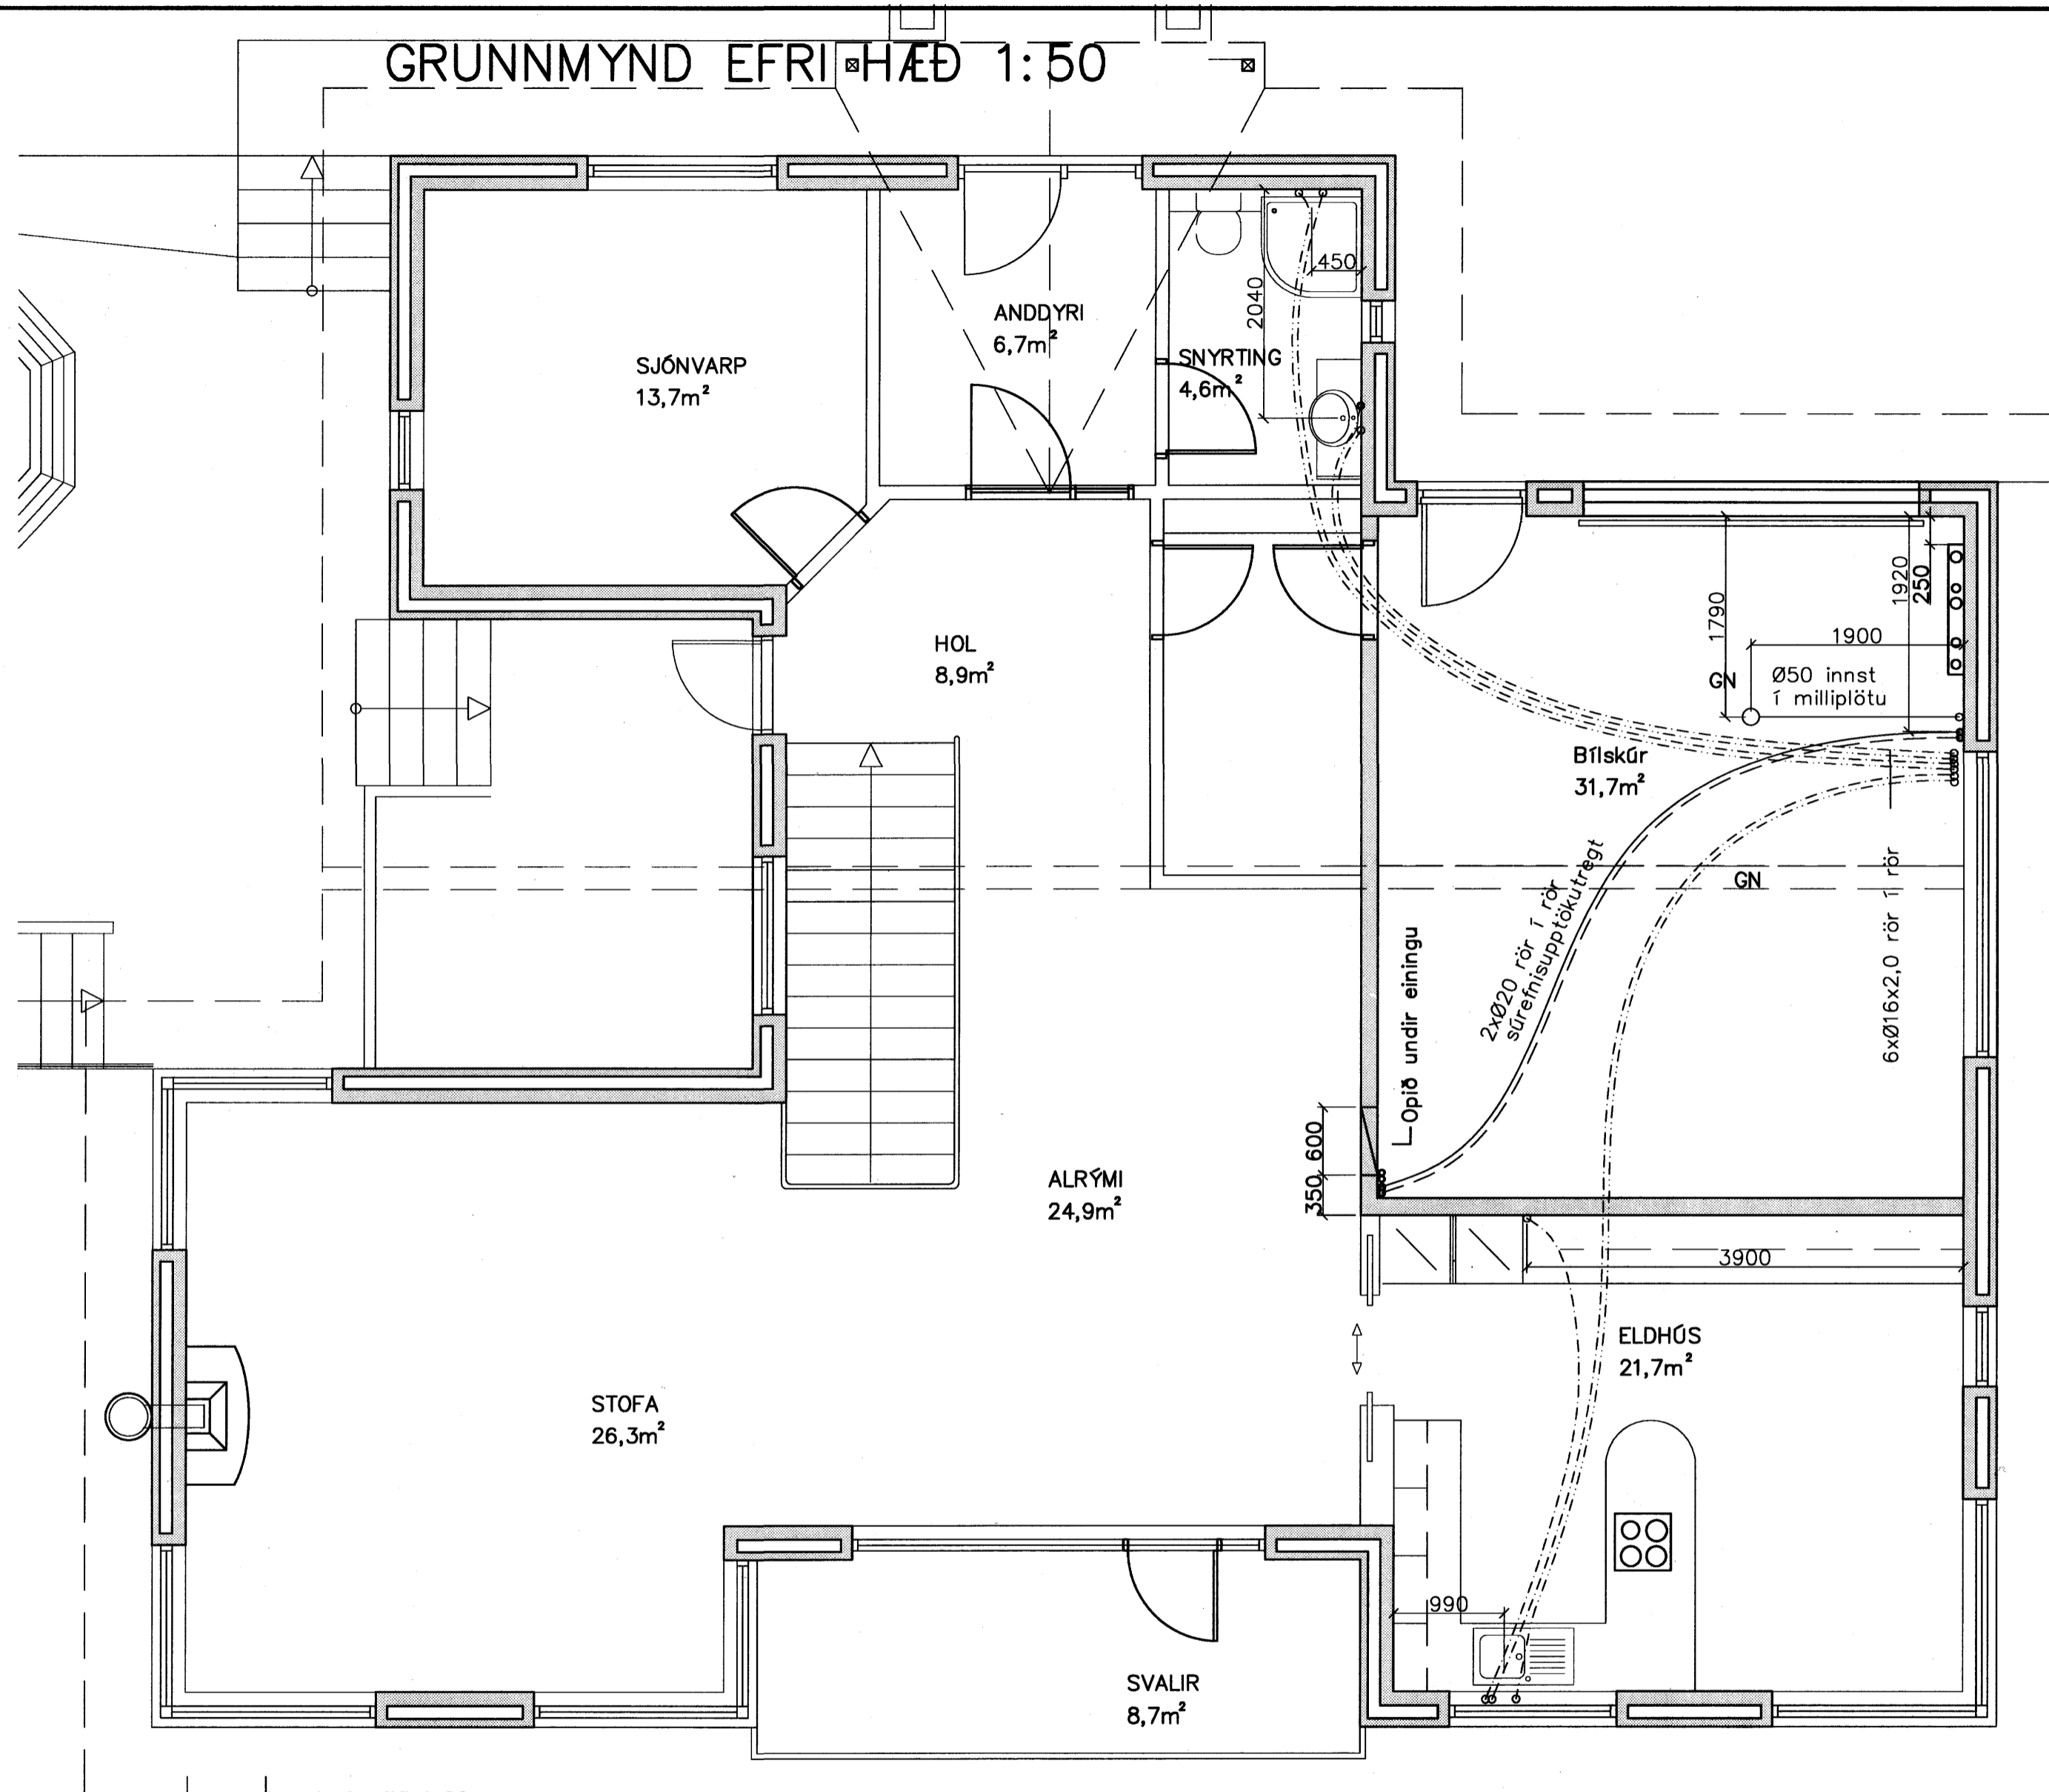 GRUNNMYND EFRI HÆÐ 1:50
SJÓNVARP
13,7m²
ANDDYRI
6,7m²
SNYRTING
4,6m²
450
2040
HOL
8,9m²
1790
1920
250
1900
GN
Ø50 innst
í milliplötu
Bílskúr
31,7m²
GN
2xØ20 rör í rör
súrefnisupptökutregt
6xØ16x2,0 rör í rör
Opið undir einingu
600
350
ALRÝMI
24,9m²
3900
ELDHÚS
21,7m²
STOFA
26,3m²
990
SVALIR
8,7m²